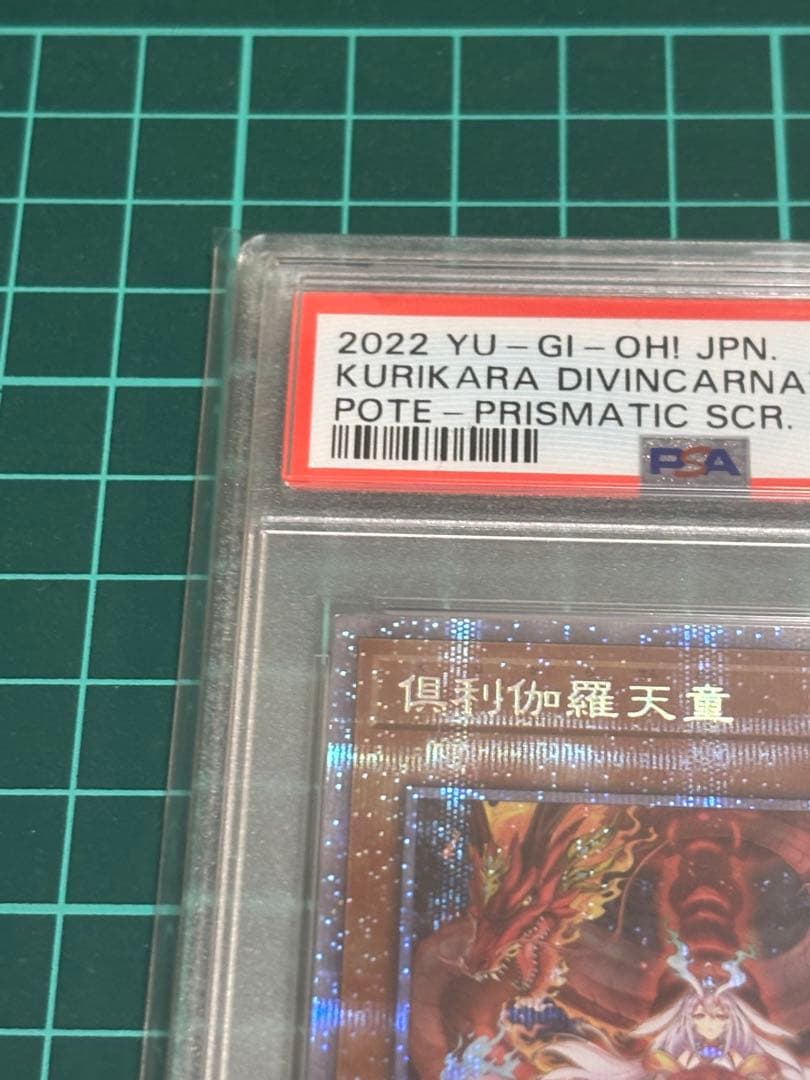 2022 YU-GI-OH! JPN.
KURIKARA DIVINCARNA
POTE-PRISMATIC SCR.
PSA
倶利伽羅天童